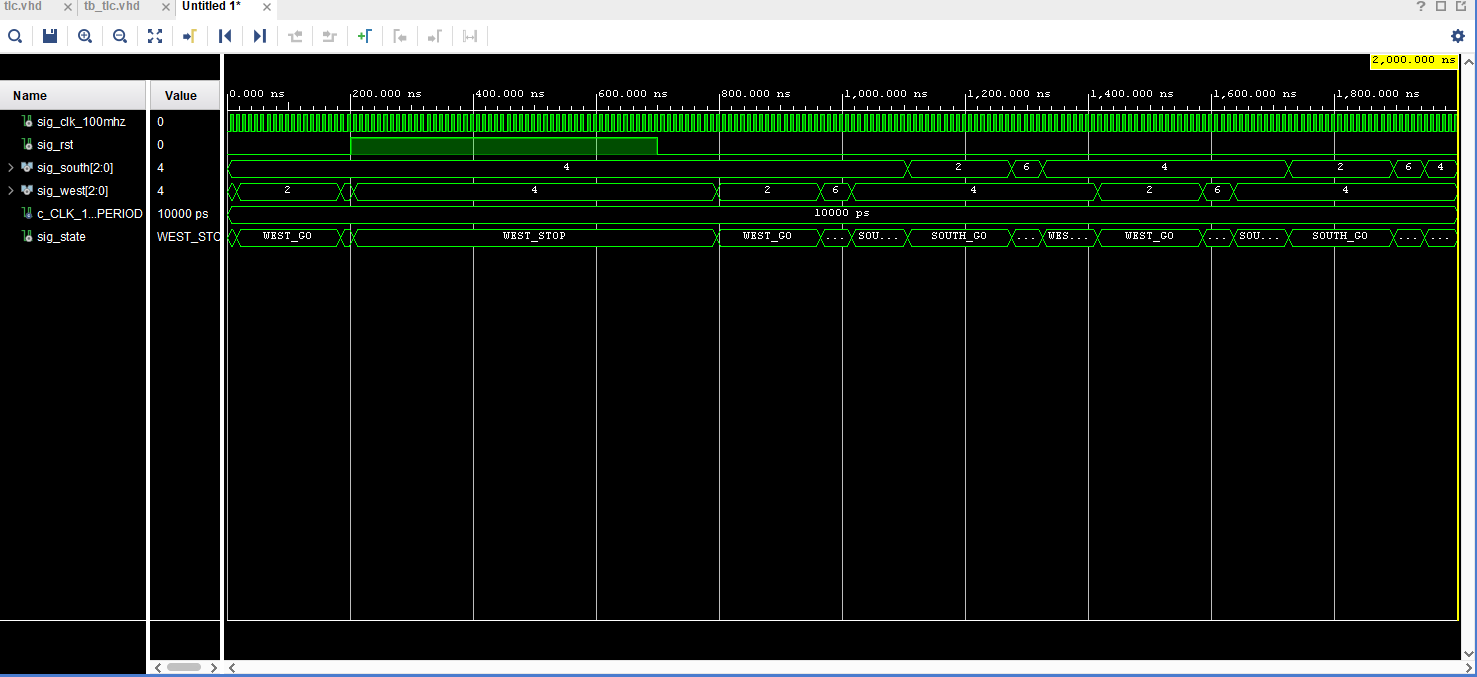 tlc.vhd × tb_tlc.vhd × Untitled 1* ×
2,000.000 ns
Name Value 0.000 ns 200.000 ns 400.000 ns 600.000 ns 800.000 ns 1,000.000 ns 1,200.000 ns 1,400.000 ns 1,600.000 ns 1,800.000 ns
sig_clk_100mhz 0
sig_rst 0
sig_south[2:0] 4 4 2 6 4 2 6 4
sig_west[2:0] 4 2 4 2 6 4 2 6 4
c_CLK_1...PERIOD 10000 ps 10000 ps
sig_state WEST_STO WEST_GO WEST_STOP WEST_GO ... SOU... SOUTH_GO ... WES... WEST_GO ... SOU... SOUTH_GO ... ...